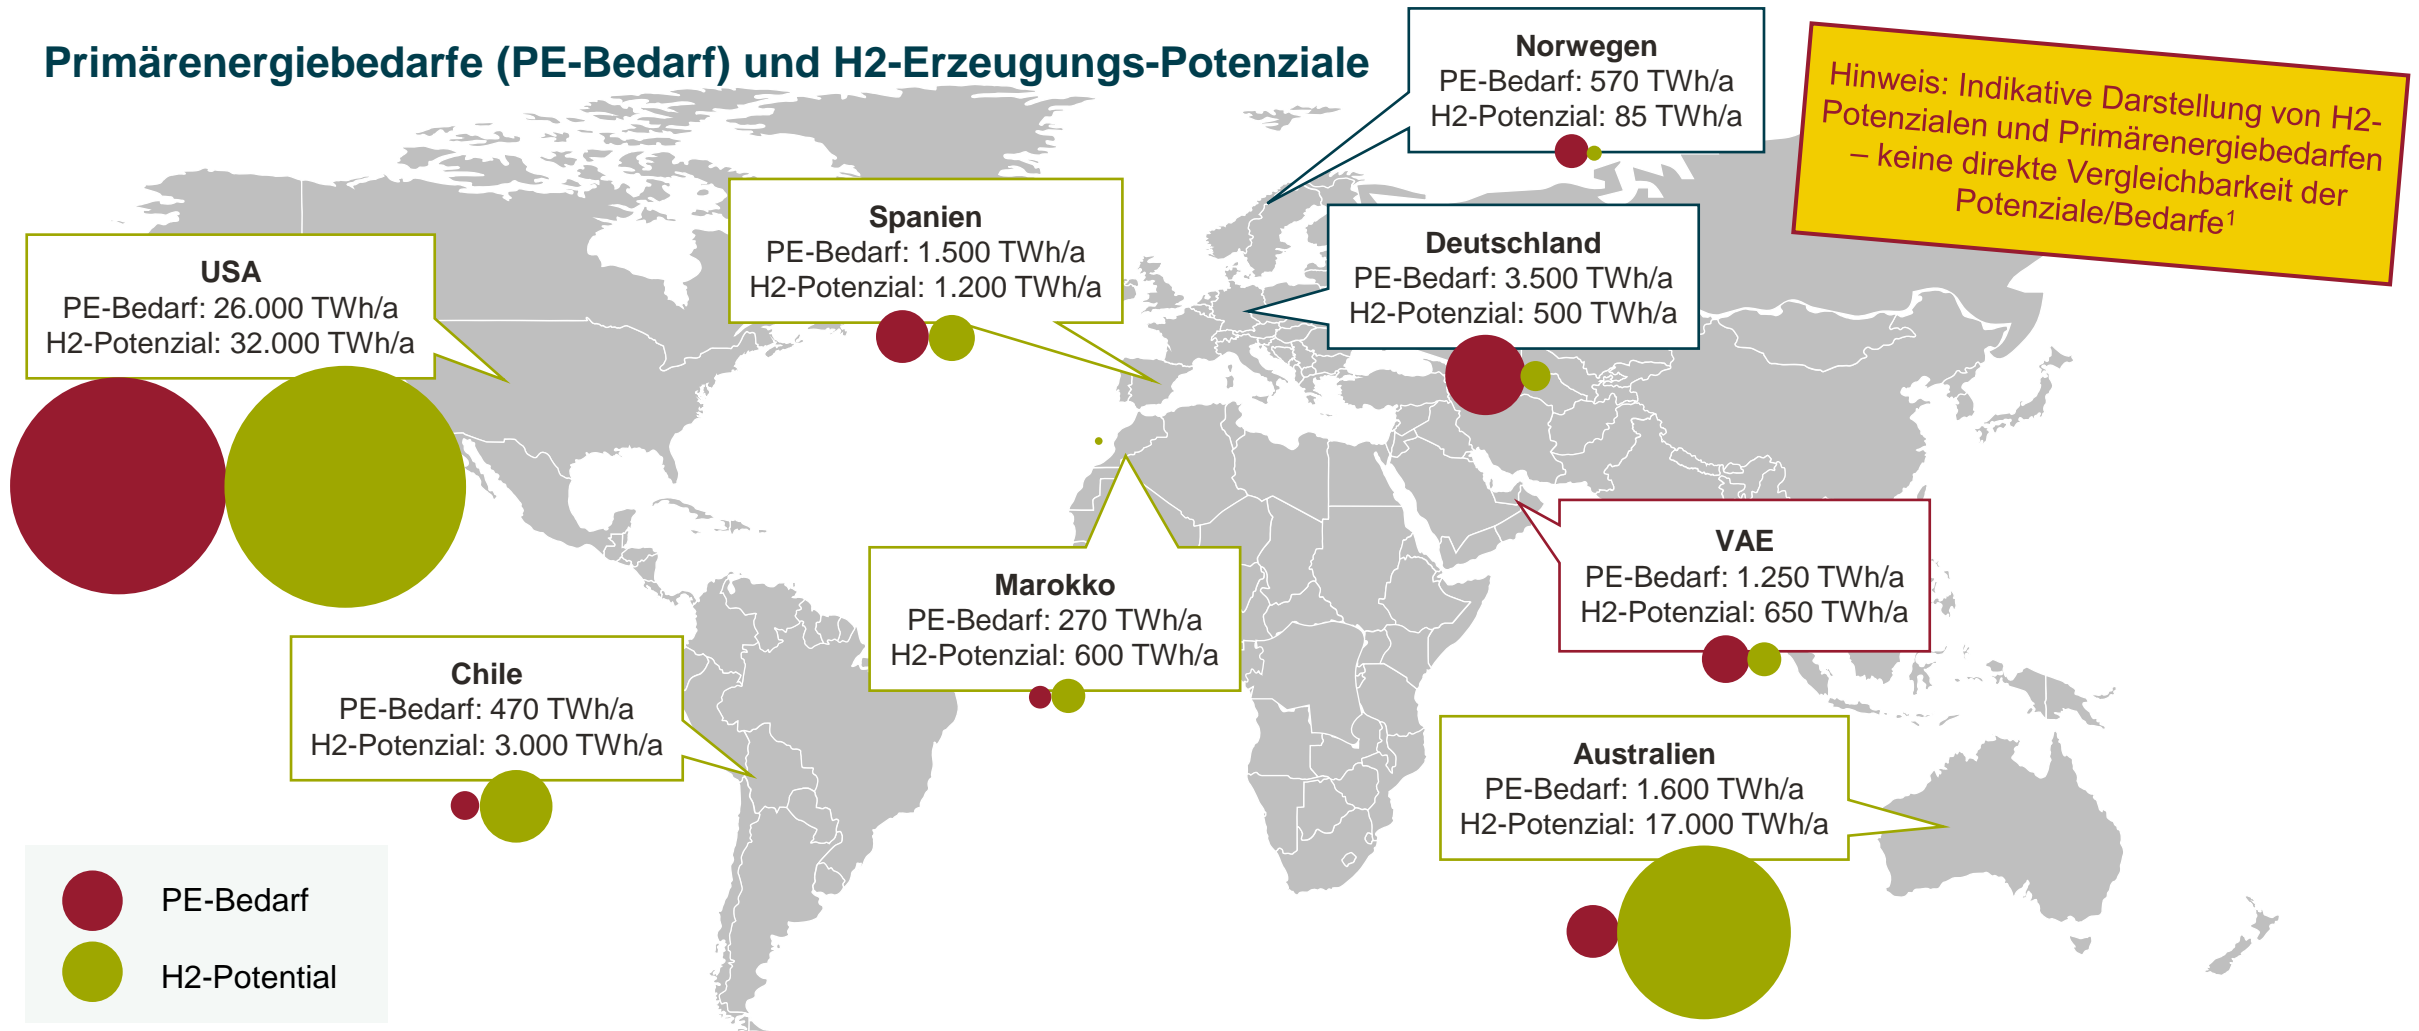 Primärenergiebedarfe (PE-Bedarf) und H2-Erzeugungs-Potenziale
Norwegen
PE-Bedarf: 570 TWh/a
H2-Potenzial: 85 TWh/a
Hinweis: Indikative Darstellung von H2-
Potenzialen und Primärenergiebedarfen
– keine direkte Vergleichbarkeit der
Potenziale/Bedarfe¹
Spanien
PE-Bedarf: 1.500 TWh/a
H2-Potenzial: 1.200 TWh/a
Deutschland
PE-Bedarf: 3.500 TWh/a
H2-Potenzial: 500 TWh/a
USA
PE-Bedarf: 26.000 TWh/a
H2-Potenzial: 32.000 TWh/a
VAE
PE-Bedarf: 1.250 TWh/a
H2-Potenzial: 650 TWh/a
Marokko
PE-Bedarf: 270 TWh/a
H2-Potenzial: 600 TWh/a
Chile
PE-Bedarf: 470 TWh/a
H2-Potenzial: 3.000 TWh/a
Australien
PE-Bedarf: 1.600 TWh/a
H2-Potenzial: 17.000 TWh/a
PE-Bedarf
H2-Potential